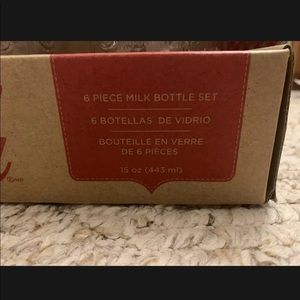 6 PIECE MILK BOTTLE SET
6 BOTELLAS DE VIDRIO
BOUTEILLE EN VERRE
DE 6 PIÈCES
15 oz (443 ml)